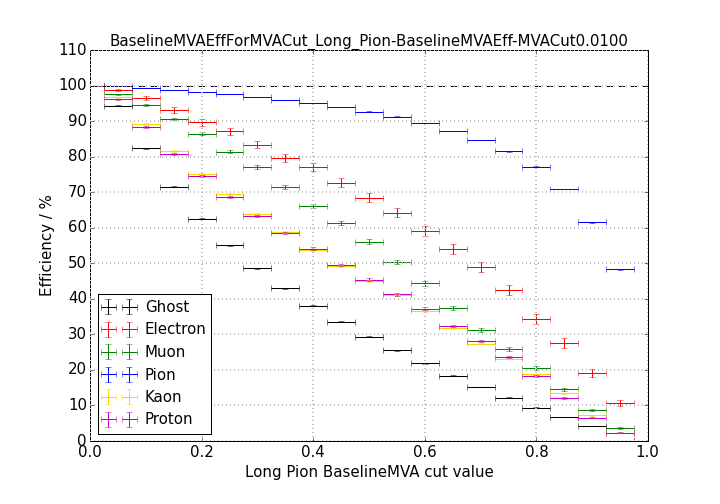 BaselineMVAEffForMVACut_Long_Pion-BaselineMVAEff-MVACut0.0100
110
100
90
80
70
60
50
40
30
20
10
0
Efficiency / %
Ghost
Electron
Muon
Pion
Kaon
Proton
0.0 0.2 0.4 0.6 0.8 1.0
Long Pion BaselineMVA cut value